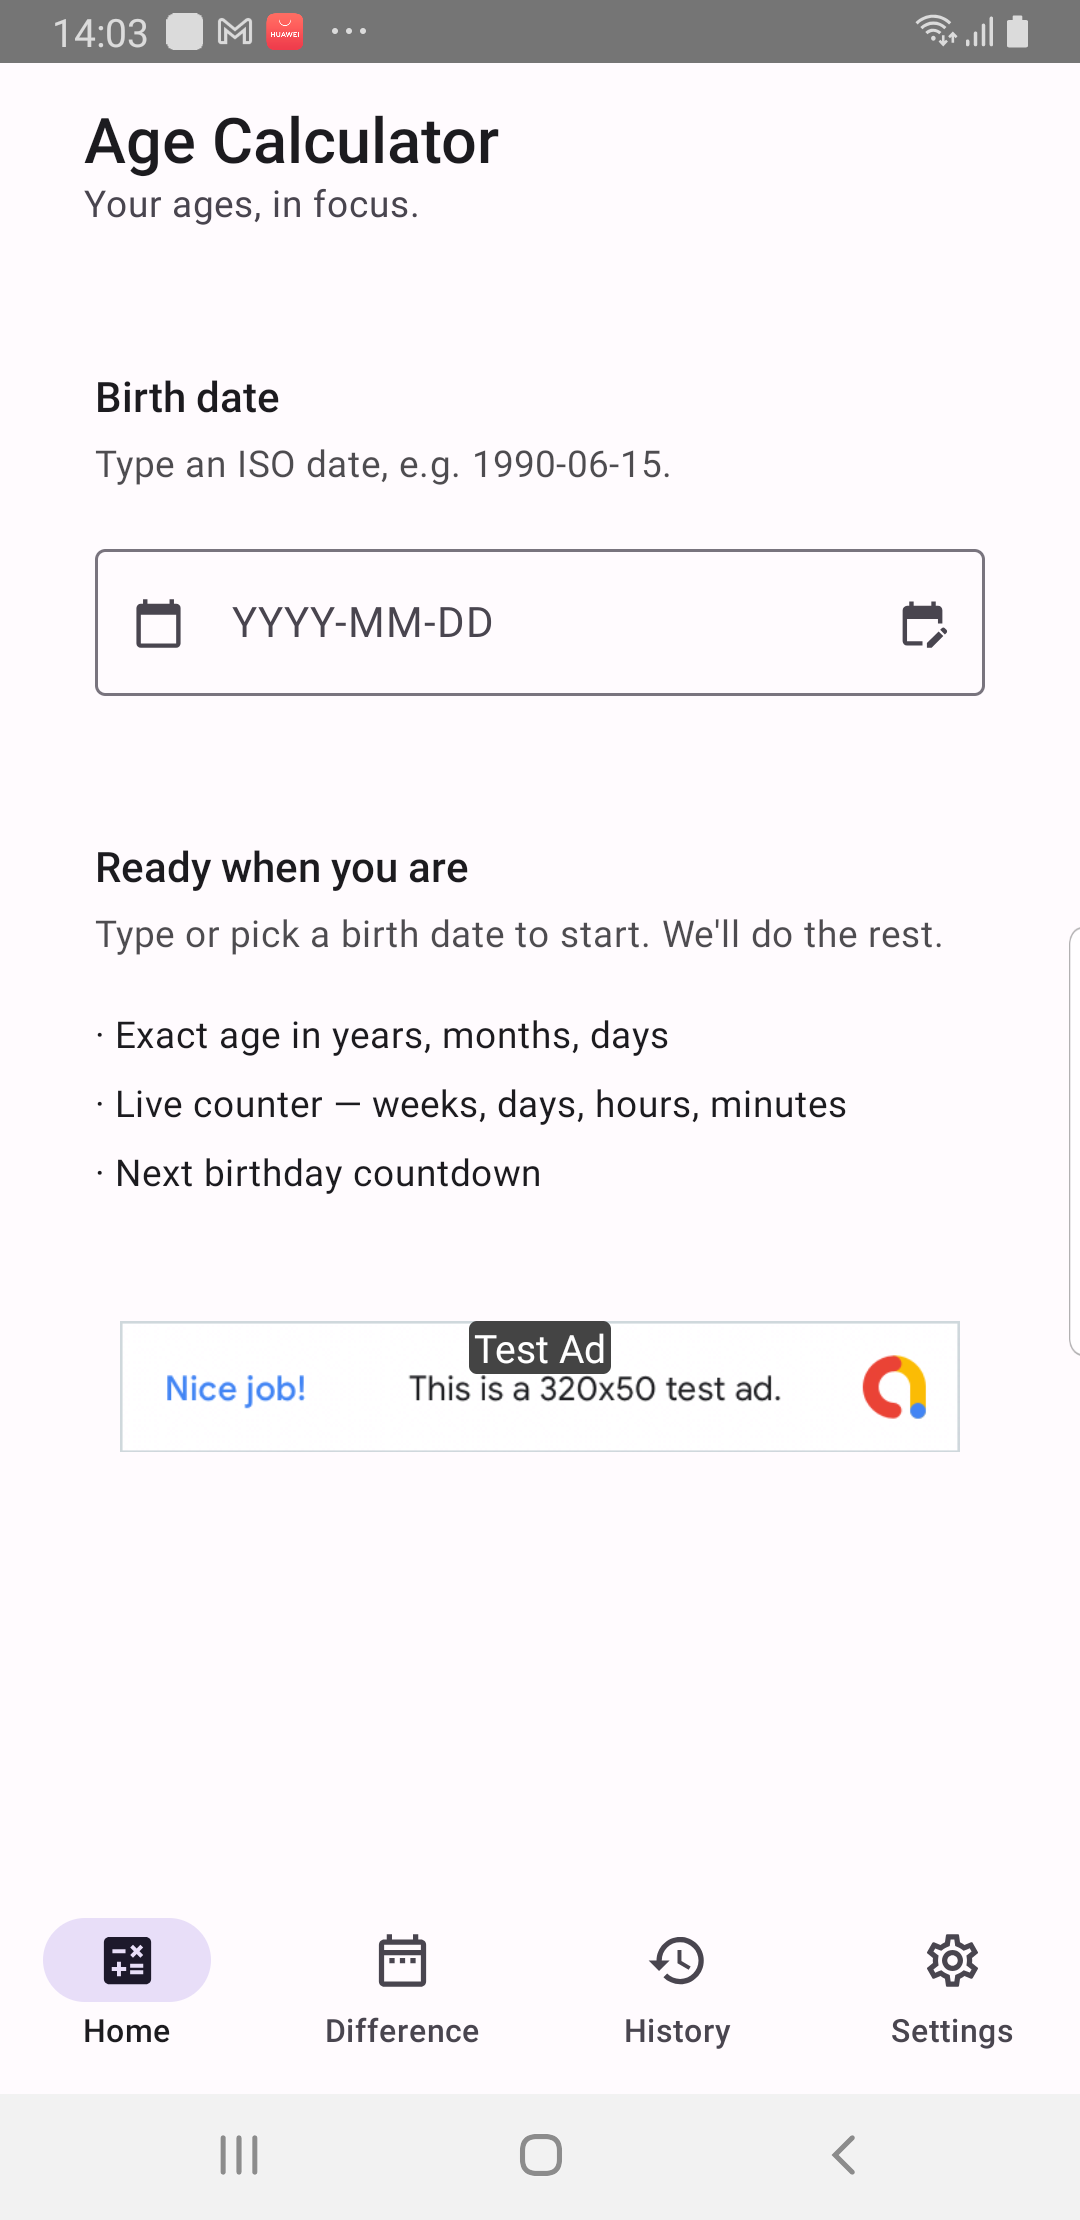 14:03
HUAWEI
Age Calculator
Your ages, in focus.
Birth date
Type an ISO date, e.g. 1990-06-15.
YYYY-MM-DD
Ready when you are
Type or pick a birth date to start. We'll do the rest.
· Exact age in years, months, days
· Live counter — weeks, days, hours, minutes
· Next birthday countdown
Test Ad
Nice job! This is a 320x50 test ad.
Home Difference History Settings